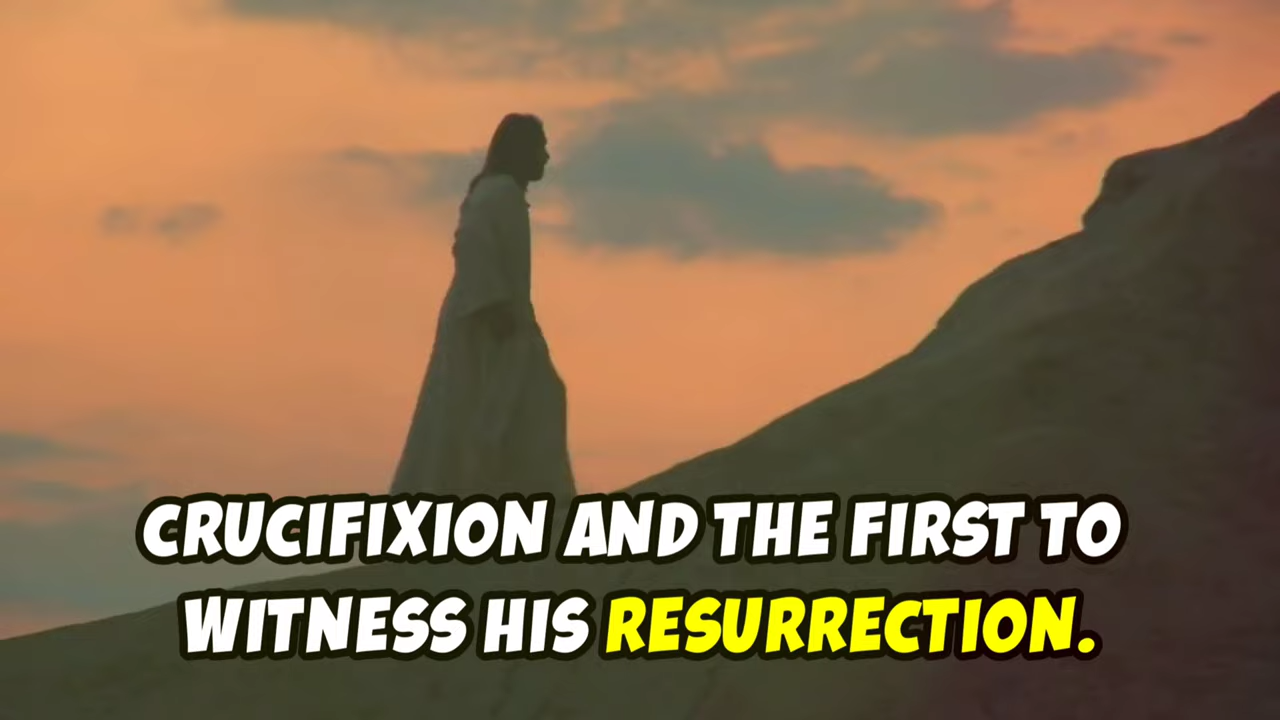 CRUCIFIXION AND THE FIRST TO
WITNESS HIS RESURRECTION.